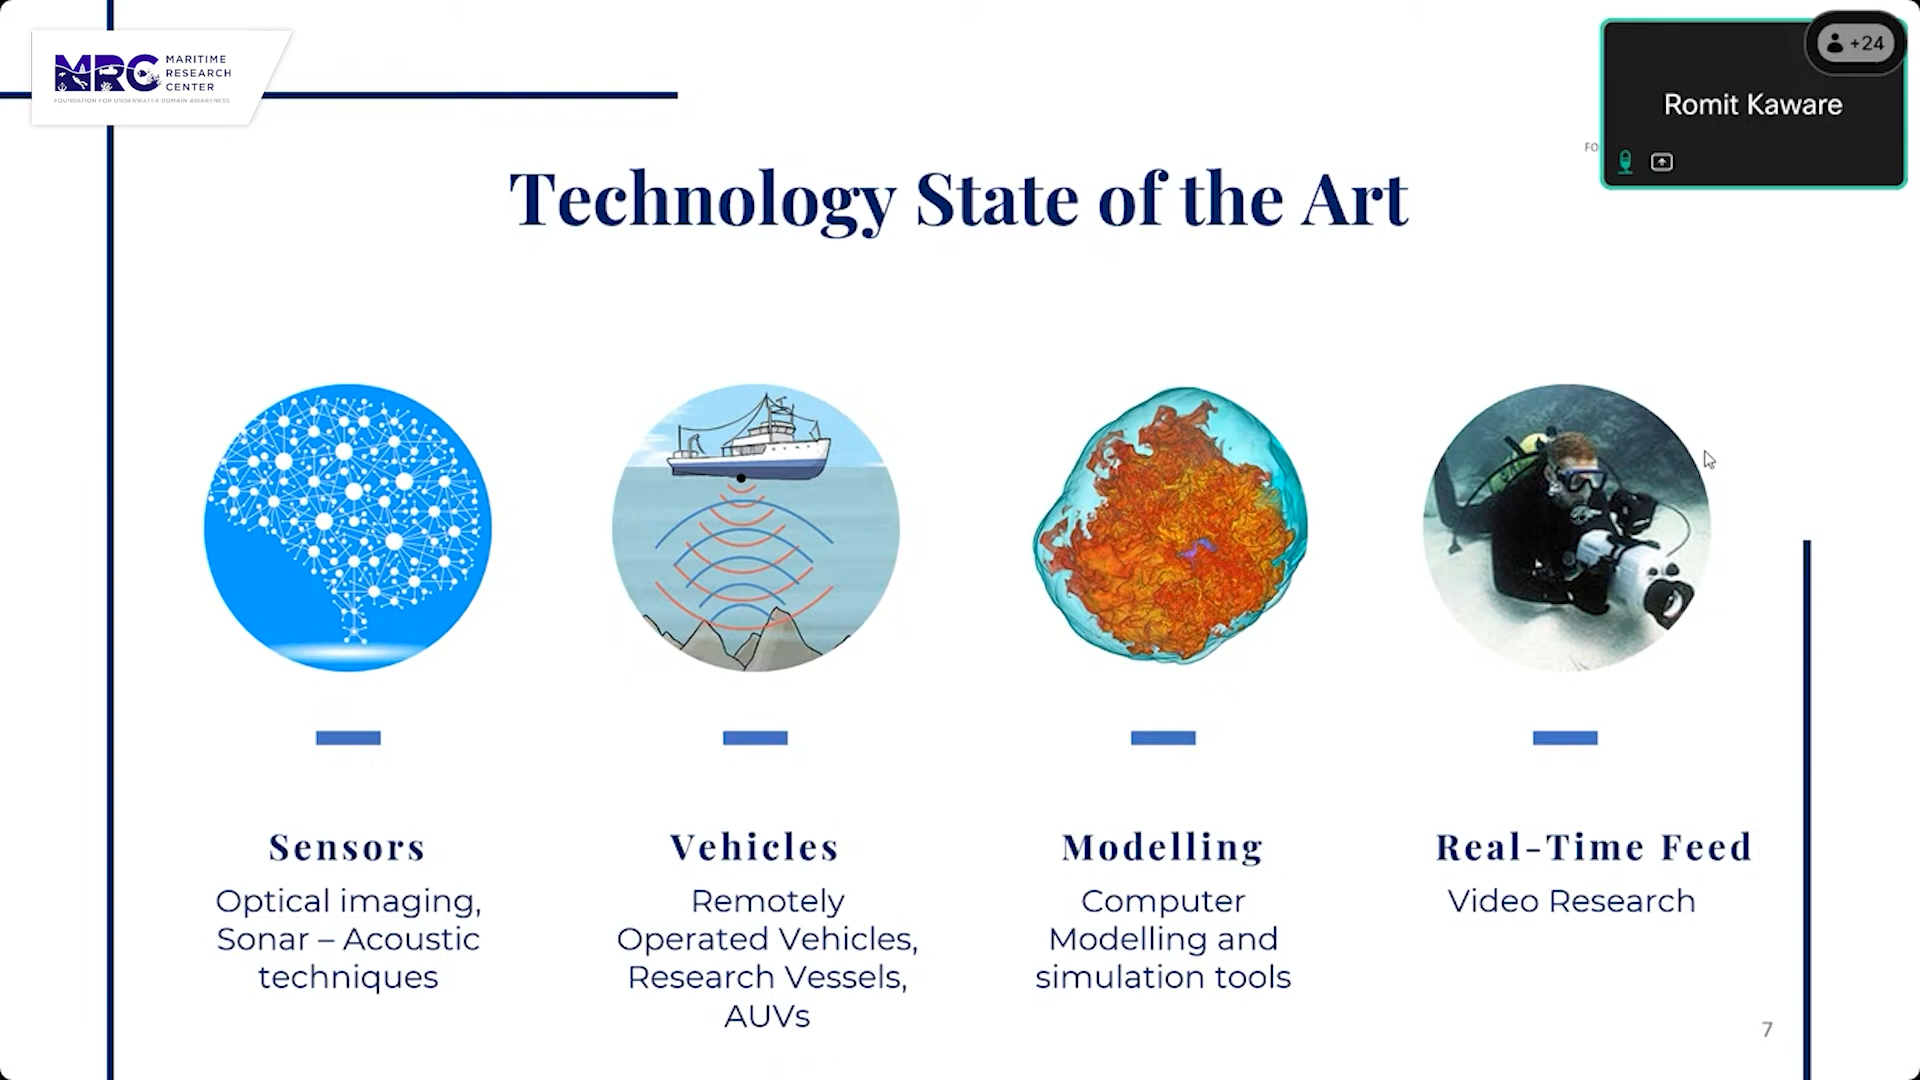 MRC
MARITIME
RESEARCH
CENTER
FOUNDATION FOR UNDERWATER DOMAIN AWARENESS
+24
Romit Kaware
FO
Technology State of the Art
Sensors
Optical imaging,
Sonar – Acoustic
techniques
Vehicles
Remotely
Operated Vehicles,
Research Vessels,
AUVs
Modelling
Computer
Modelling and
simulation tools
Real-Time Feed
Video Research
7